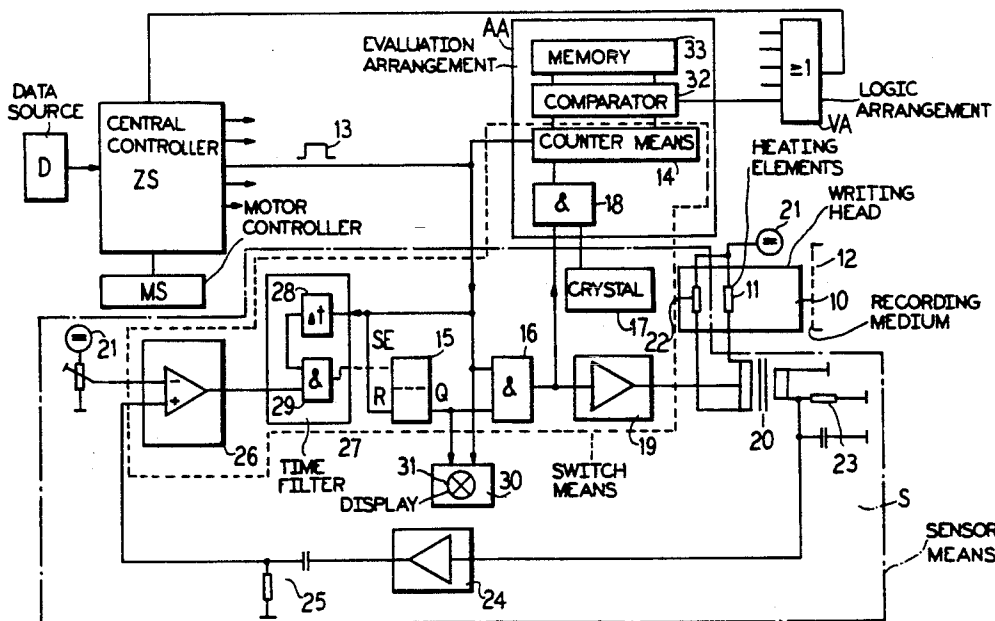 AA
EVALUATION
ARRANGEMENT
MEMORY
33
32
COMPARATOR
COUNTER MEANS
14
≥1
LOGIC
ARRANGEMENT
VA
HEATING
ELEMENTS
DATA
SOURCE
D
CENTRAL
CONTROLLER
ZS
13
MOTOR
CONTROLLER
MS
&
18
CRYSTAL
17
WRITING
HEAD
21
=
12
11
10
22
RECORDING
MEDIUM
21
=
28
Δt
SE
15
16
&
29
R
Q
&
-
+
26
27
TIME
FILTER
19
20
23
31
DISPLAY
30
SWITCH
MEANS
S
SENSOR
MEANS
25
24